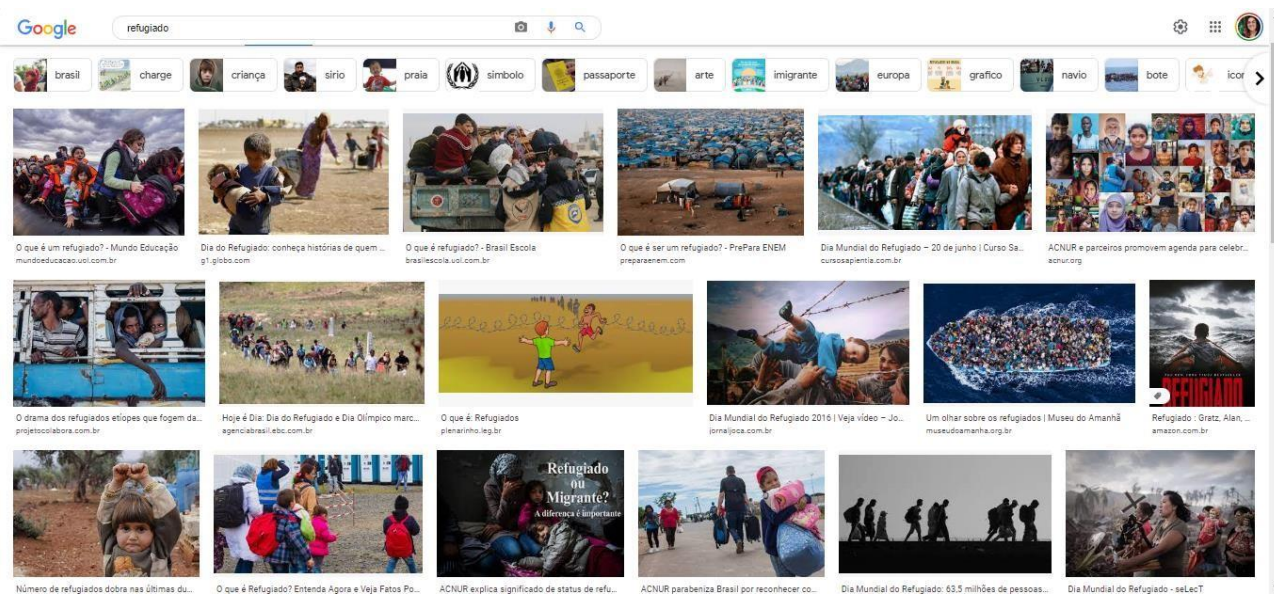 Google
refugiado
brasil
charge
criança
sirio
praia
simbolo
passaporte
arte
imigrante
europa
grafico
navio
bote
icon
O que é um refugiado? - Mundo Educação
mundoeducacao.uol.com.br
Dia do Refugiado: conheça histórias de quem ...
g1.globo.com
O que é refugiado? - Brasil Escola
brasilescola.uol.com.br
O que é ser um refugiado? - PrePara ENEM
preparaenem.com
Dia Mundial do Refugiado – 20 de junho | Curso Sa...
cursosapientia.com.br
ACNUR e parceiros promovem agenda para celebr...
acnur.org
REFUGIADO
O drama dos refugiados etíopes que fogem da...
projetocolabora.com.br
Hoje é Dia: Dia do Refugiado e Dia Olímpico marc...
agenciabrasil.ebc.com.br
O que é: Refugiados
plenarinho.leg.br
Dia Mundial do Refugiado 2016 | Veja vídeo – Jo...
jornaljoca.com.br
Um olhar sobre os refugiados | Museu do Amanhã
museudoamanha.org.br
Refugiado : Gratz, Alan, ...
amazon.com.br
Refugiado
ou
Migrante?
A diferença é importante
Número de refugiados dobra nas últimas du...
O que é Refugiado? Entenda Agora e Veja Fatos Po...
ACNUR explica significado de status de refu...
ACNUR parabeniza Brasil por reconhecer co...
Dia Mundial do Refugiado: 63,5 milhões de pessoas...
Dia Mundial do Refugiado - seLecT